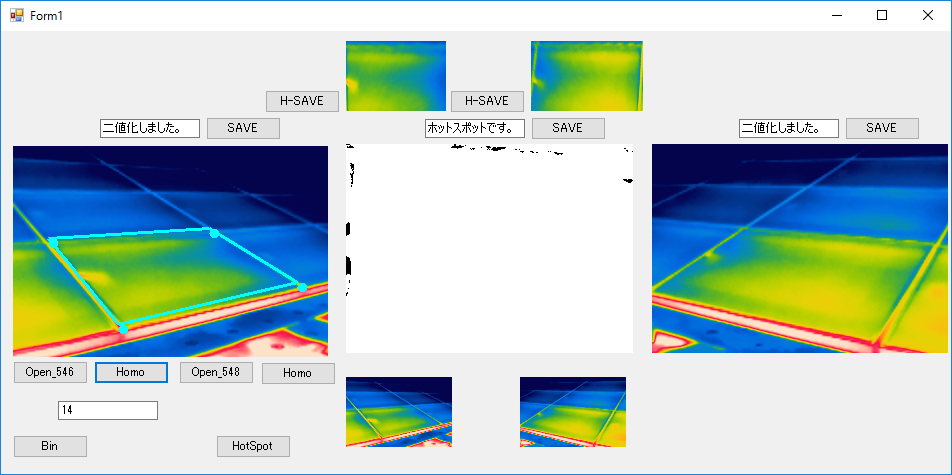 Form1
H-SAVE
H-SAVE
二値化しました。
SAVE
ホットスポットです。
SAVE
二値化しました。
SAVE
Open_546
Homo
Open_548
Homo
14
Bin
HotSpot